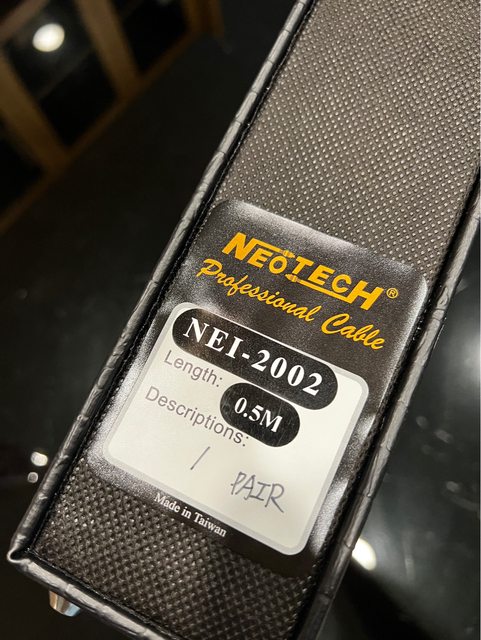 NEOTECH®
Professional Cable
NEI-2002
Length: 0.5M
Descriptions:
1 PAIR
Made in Taiwan